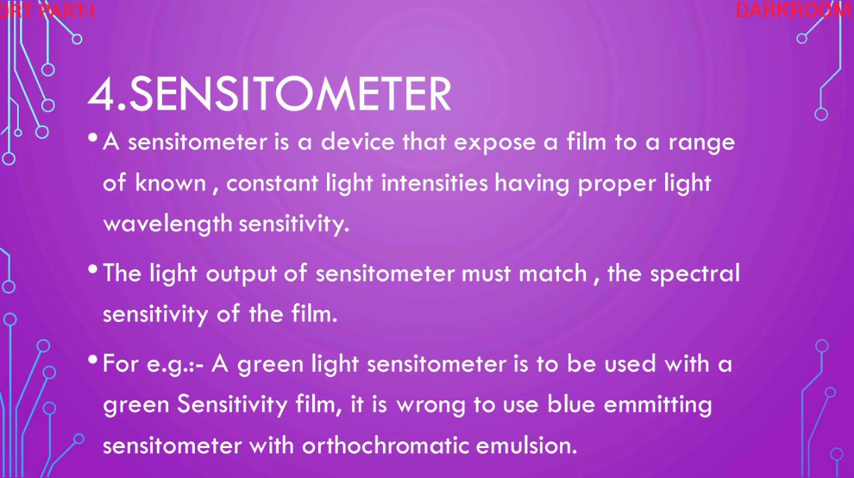 ORT PART-I
DARKROOM
4.SENSITOMETER
•A sensitometer is a device that expose a film to a range
of known , constant light intensities having proper light
wavelength sensitivity.
•The light output of sensitometer must match , the spectral
sensitivity of the film.
•For e.g.:- A green light sensitometer is to be used with a
green Sensitivity film, it is wrong to use blue emmitting
sensitometer with orthochromatic emulsion.